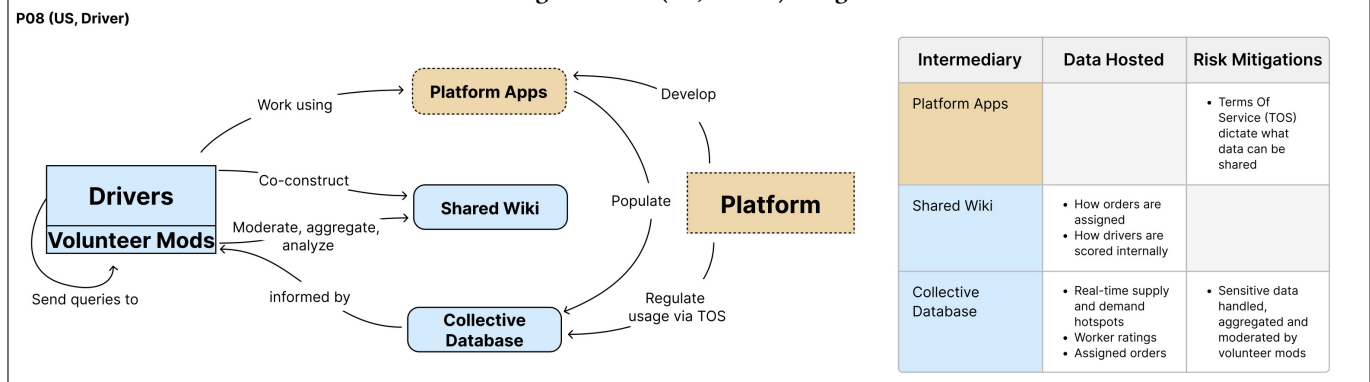 P08 (US, Driver)
Work using
Platform Apps
Develop
Drivers
Volunteer Mods
Co-construct
Shared Wiki
Moderate, aggregate,
analyze
Populate
Platform
Send queries to
informed by
Collective
Database
Regulate
usage via TOS
Intermediary
Data Hosted
Risk Mitigations
Platform Apps
• Terms Of
Service (TOS)
dictate what
data can be
shared
Shared Wiki
• How orders are
assigned
• How drivers are
scored internally
Collective
Database
• Real-time supply
and demand
hotspots
• Worker ratings
• Assigned orders
• Sensitive data
handled,
aggregated and
moderated by
volunteer mods